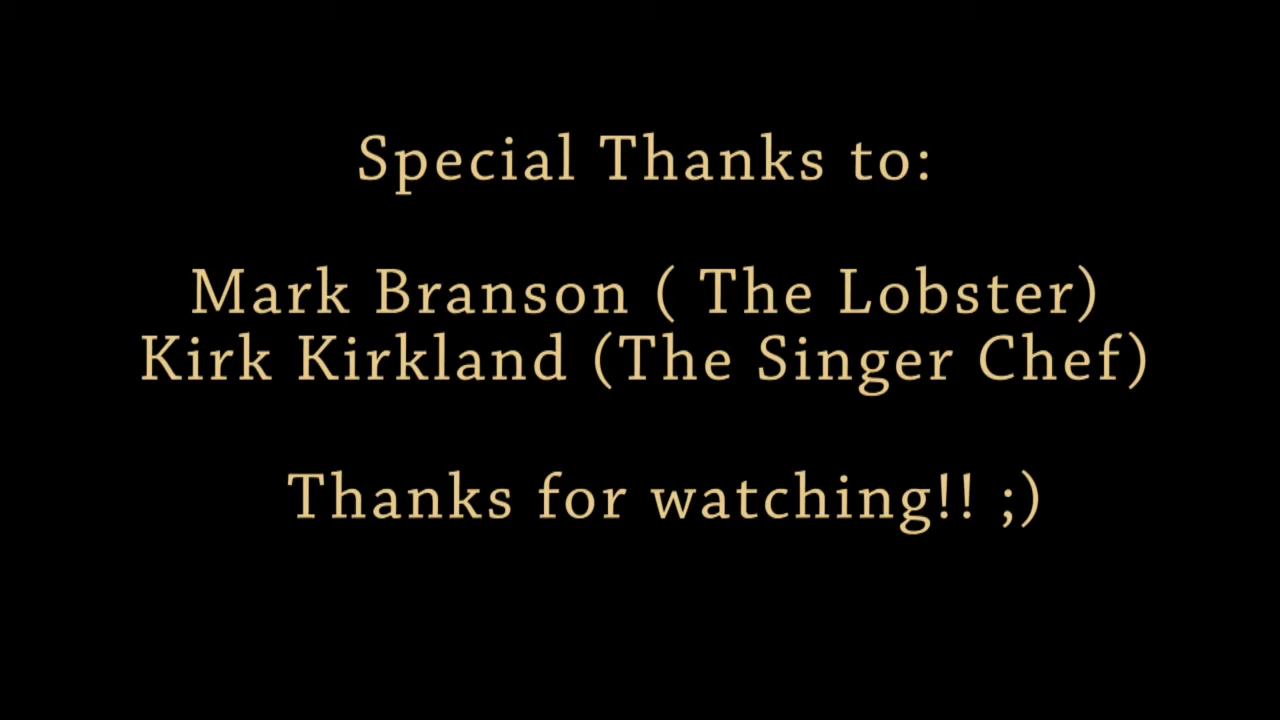 Special Thanks to:
Mark Branson ( The Lobster)
Kirk Kirkland (The Singer Chef)
Thanks for watching!! ;)